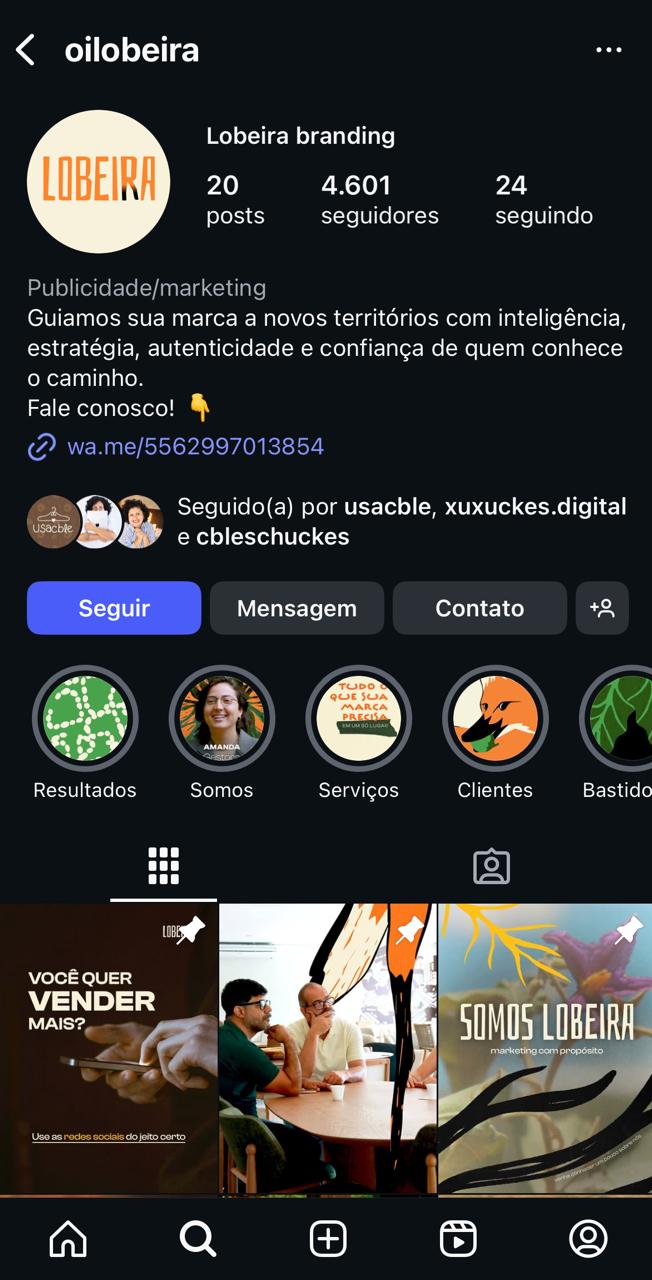 oilobeira
LOBEIRA
Lobeira branding
20
4.601
24
posts
seguidores
seguindo
Publicidade/marketing
Guiamos sua marca a novos territórios com inteligência,
estratégia, autenticidade e confiança de quem conhece
o caminho.
Fale conosco! 👇
wa.me/5562997013854
usacble
Seguido(a) por usacble, xuxuckes.digital
e cbleschuckes
Seguir
Mensagem
Contato
TUDO O
QUE SUA
MARCA
PRECISA
EM UM SÓ LUGAR
AMANDA
Gestora
Resultados
Somos
Serviços
Clientes
Bastido
VOCÊ QUER
VENDER
MAIS?
Use as redes sociais do jeito certo
SOMOS LOBEIRA
marketing com propósito